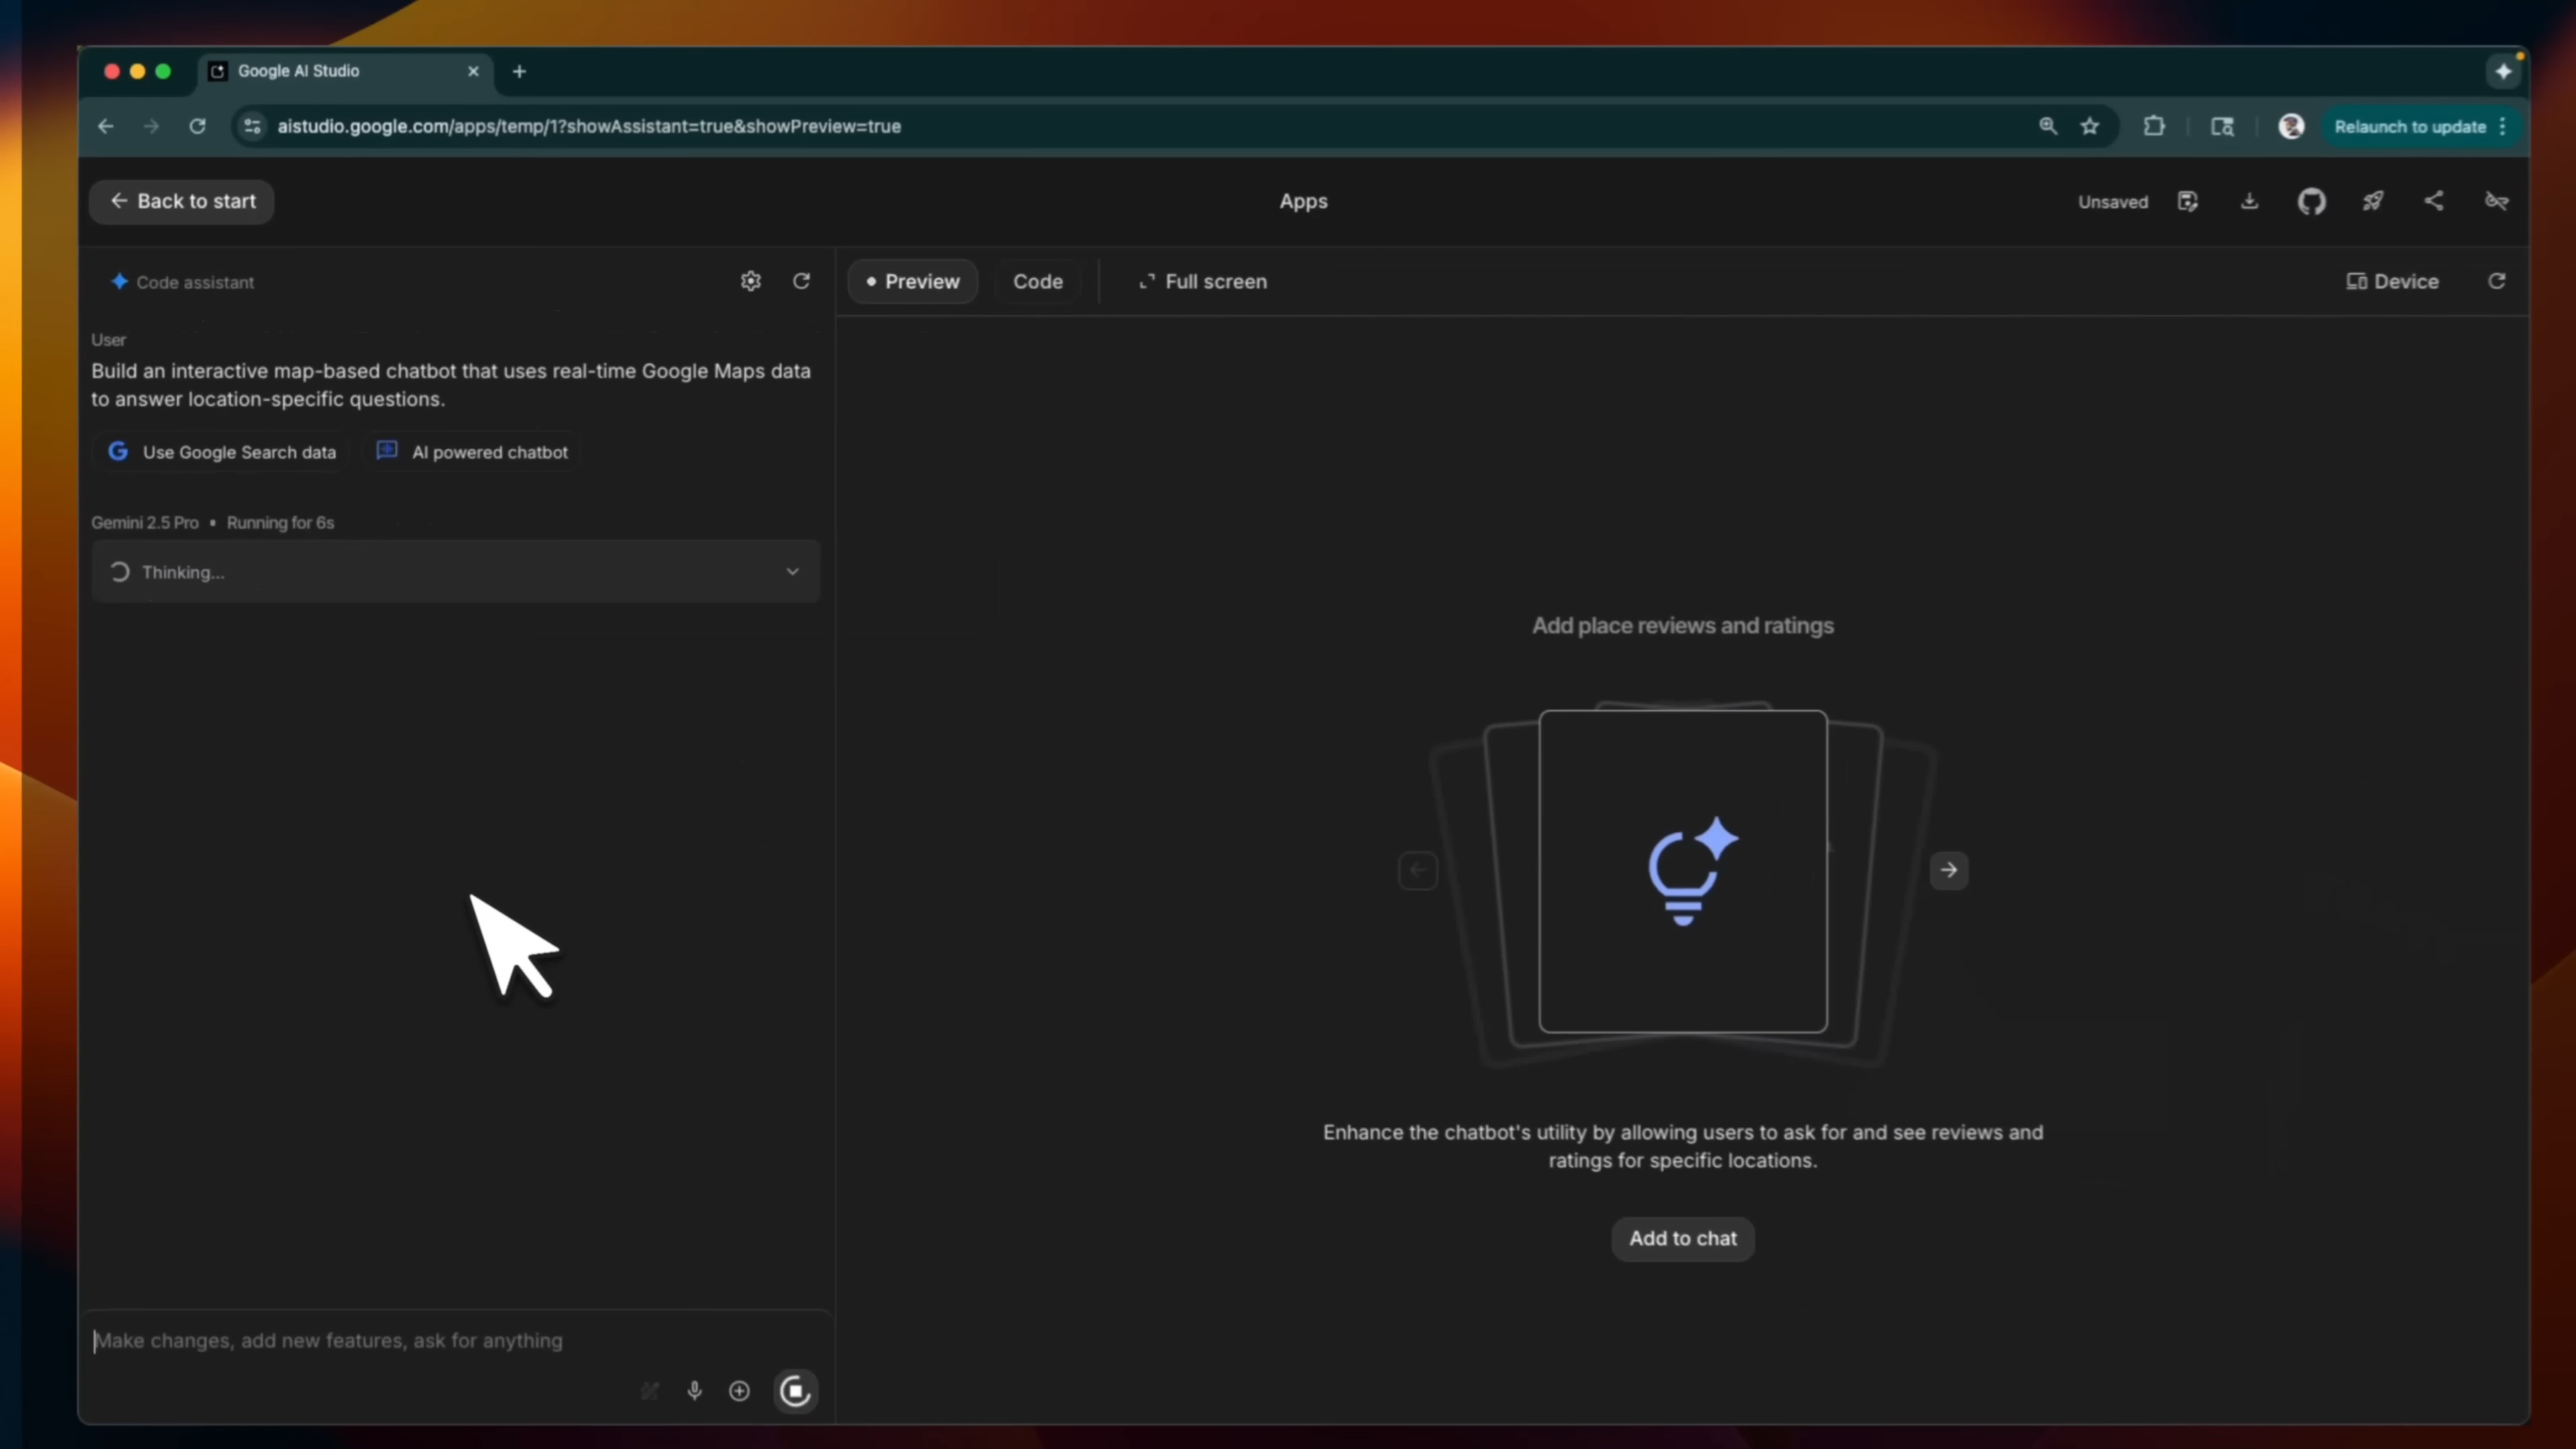 Google AI Studio
aistudio.google.com/apps/temp/1?showAssistant=true&showPreview=true
Relaunch to update
Back to start
Apps
Unsaved
Code assistant
Preview
Code
Full screen
Device
User
Build an interactive map-based chatbot that uses real-time Google Maps data
to answer location-specific questions.
Use Google Search data
AI powered chatbot
Gemini 2.5 Pro • Running for 6s
Thinking...
Add place reviews and ratings
Enhance the chatbot's utility by allowing users to ask for and see reviews and
ratings for specific locations.
Add to chat
Make changes, add new features, ask for anything